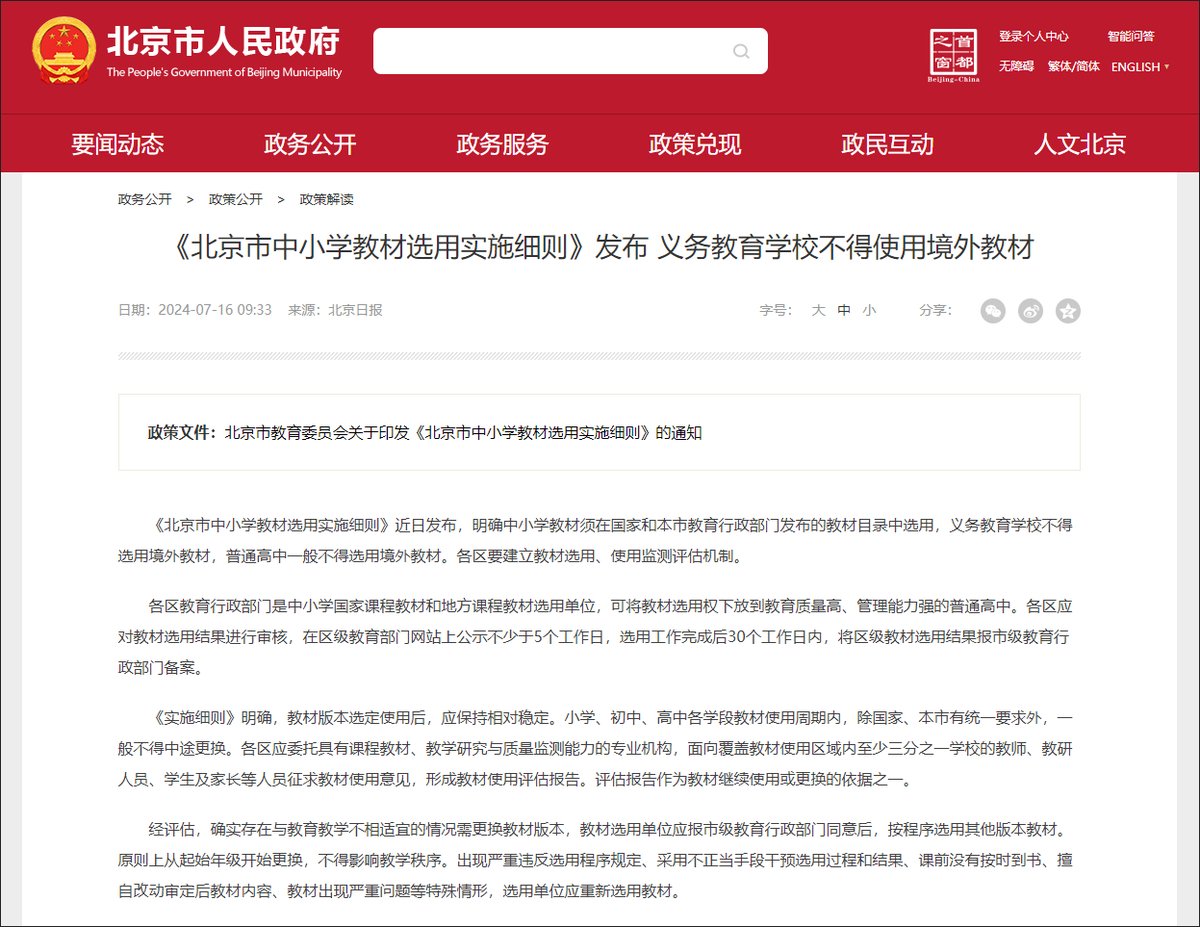 北京市人民政府
The People's Government of Beijing Municipality
首都之窗
Beijing-China
登录个人中心 智能问答
无障碍 繁体/简体 ENGLISH
要闻动态 政务公开 政务服务 政策兑现 政民互动 人文北京
政务公开 > 政策公开 > 政策解读
《北京市中小学教材选用实施细则》发布 义务教育学校不得使用境外教材
日期：2024-07-16 09:33 来源：北京日报 字号： 大 中 小 分享：
政策文件：北京市教育委员会关于印发《北京市中小学教材选用实施细则》的通知
《北京市中小学教材选用实施细则》近日发布，明确中小学教材须在国家和本市教育行政部门发布的教材目录中选用，义务教育学校不得
选用境外教材，普通高中一般不得选用境外教材。各区要建立教材选用、使用监测评估机制。
各区教育行政部门是中小学国家课程教材和地方课程教材选用单位，可将教材选用权下放到教育质量高、管理能力强的普通高中。各区应
对教材选用结果进行审核，在区级教育部门网站上公示不少于5个工作日，选用工作完成后30个工作日内，将区级教材选用结果报市级教育行
政部门备案。
《实施细则》明确，教材版本选定使用后，应保持相对稳定。小学、初中、高中各学段教材使用周期内，除国家、本市有统一要求外，一
般不得中途更换。各区应委托具有课程教材、教学研究与质量监测能力的专业机构，面向覆盖教材使用区域内至少三分之一学校的教师、教研
人员、学生及家长等人员征求教材使用意见，形成教材使用评估报告。评估报告作为教材继续使用或更换的依据之一。
经评估，确实存在与教育教学不相适宜的情况需更换教材版本，教材选用单位应报市级教育行政部门同意后，按程序选用其他版本教材。
原则上从起始年级开始更换，不得影响教学秩序。出现严重违反选用程序规定、采用不正当手段干预选用过程和结果、课前没有按时到书、擅
自改动审定后教材内容、教材出现严重问题等特殊情形，选用单位应重新选用教材。